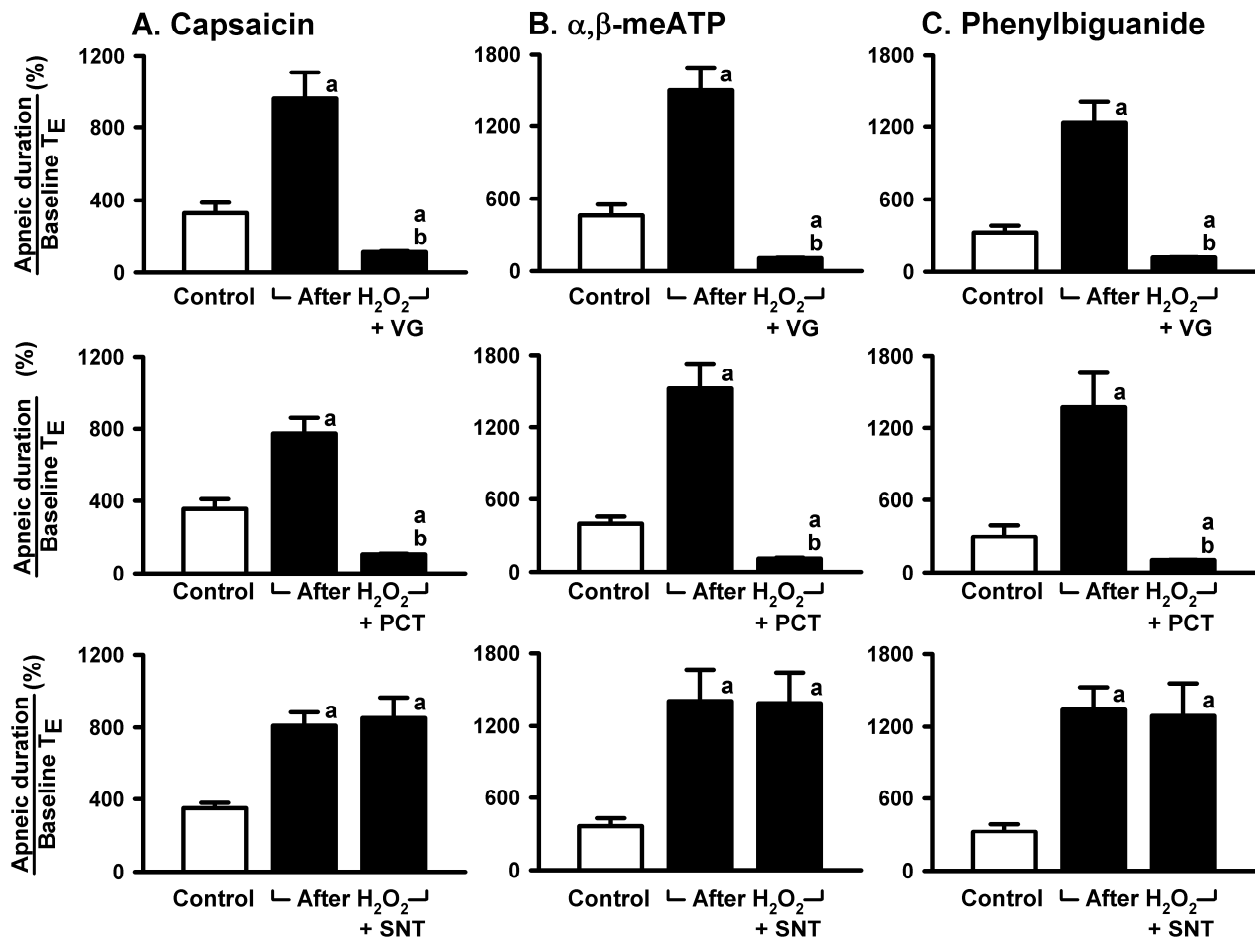 A. Capsaicin
B. α,β-meATP
C. Phenylbiguanide
Apneic duration (%)
Baseline TE
1200
800
400
0
a
a
b
Control
After H2O2
+ VG
1800
1200
600
0
a
a
b
Control
After H2O2
+ VG
1800
1200
600
0
a
a
b
Control
After H2O2
+ VG
Apneic duration (%)
Baseline TE
1200
800
400
0
a
a
b
Control
After H2O2
+ PCT
1800
1200
600
0
a
a
b
Control
After H2O2
+ PCT
1800
1200
600
0
a
a
b
Control
After H2O2
+ PCT
Apneic duration (%)
Baseline TE
1200
800
400
0
a
a
Control
After H2O2
+ SNT
1800
1200
600
0
a
a
Control
After H2O2
+ SNT
1800
1200
600
0
a
a
Control
After H2O2
+ SNT